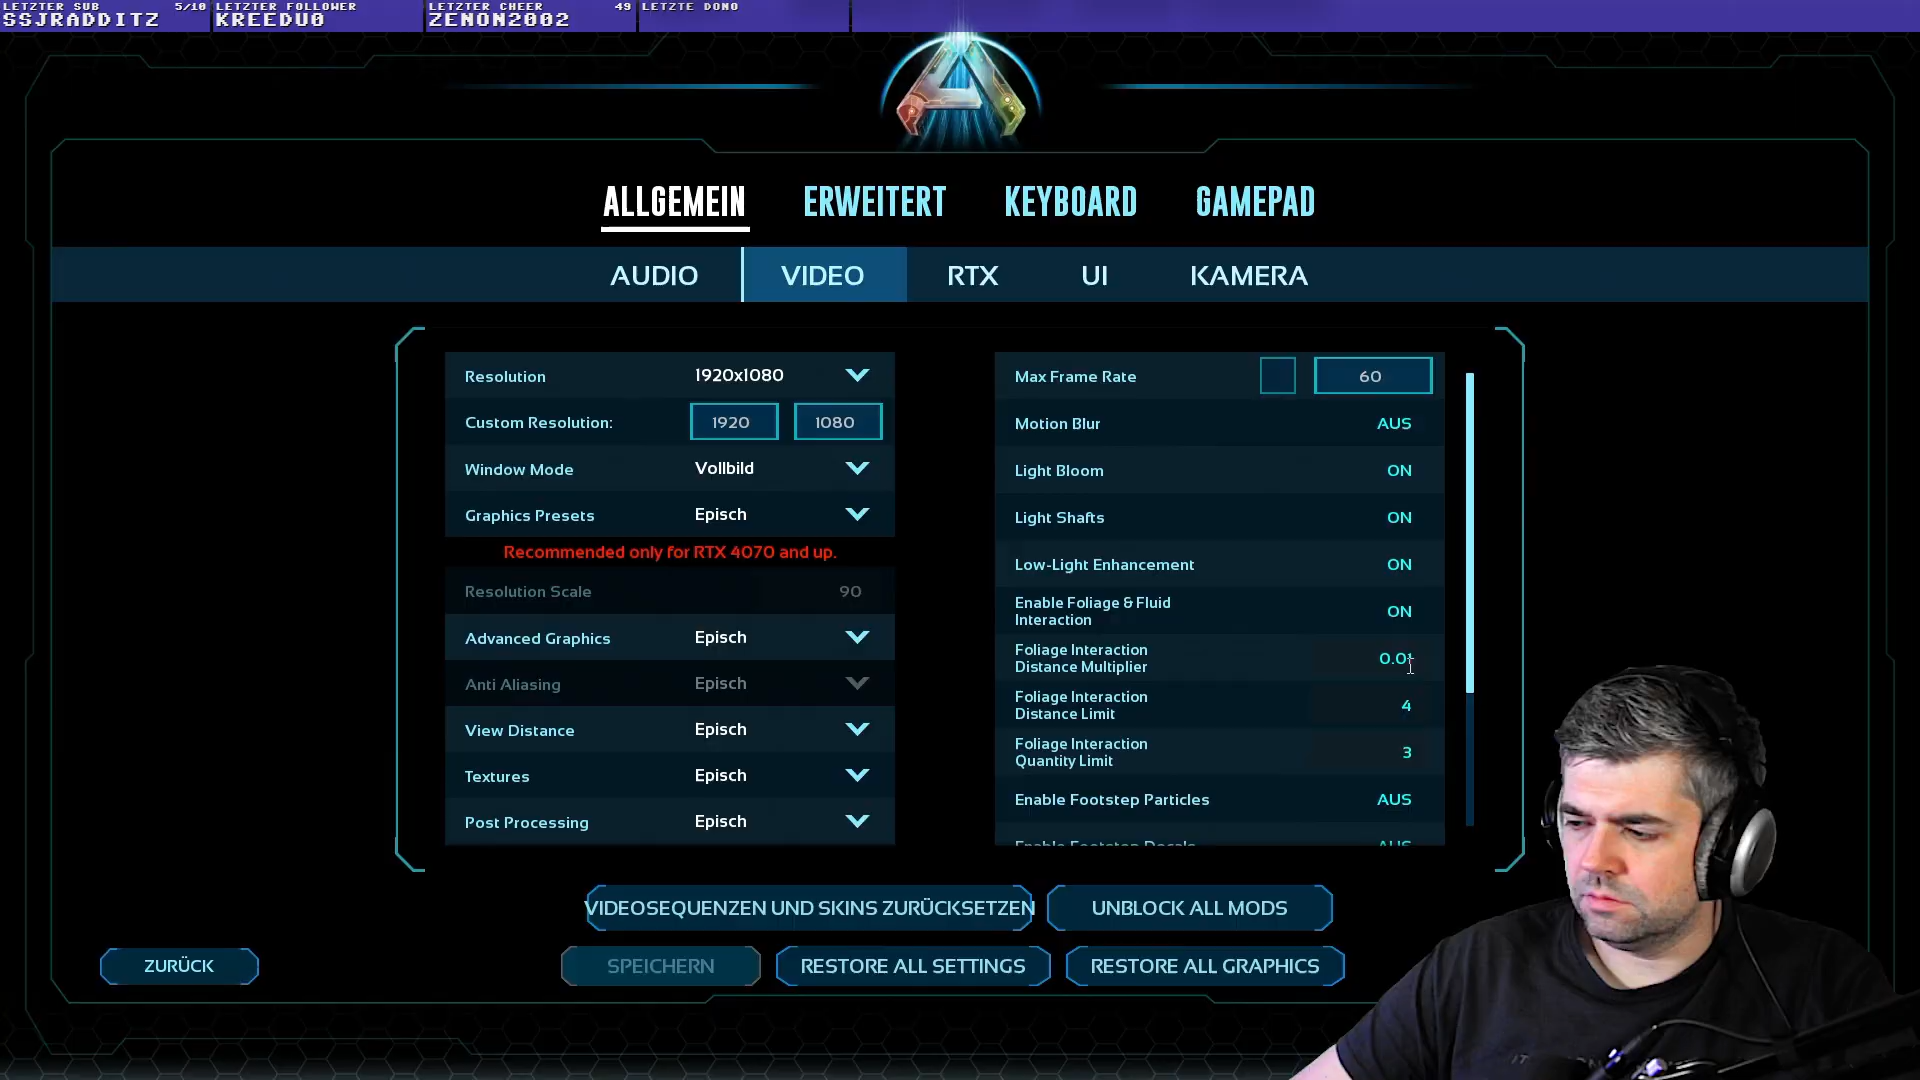 LETZTER SUB 5/10
SSJRADDITZ
LETZTER FOLLOWER
KREEDU0
LETZTER CHEER 49
ZENON2002
LETZTE DONO
ALLGEMEIN ERWEITERT KEYBOARD GAMEPAD
AUDIO VIDEO RTX UI KAMERA
Resolution 1920x1080
Custom Resolution: 1920 1080
Window Mode Vollbild
Graphics Presets Episch
Recommended only for RTX 4070 and up.
Resolution Scale 90
Advanced Graphics Episch
Anti Aliasing Episch
View Distance Episch
Textures Episch
Post Processing Episch
Max Frame Rate 60
Motion Blur AUS
Light Bloom ON
Light Shafts ON
Low-Light Enhancement ON
Enable Foliage & Fluid
Interaction ON
Foliage Interaction
Distance Multiplier 0.01
Foliage Interaction
Distance Limit 4
Foliage Interaction
Quantity Limit 3
Enable Footstep Particles AUS
Enable Footstep Decals AUS
VIDEOSEQUENZEN UND SKINS ZURÜCKSETZEN UNBLOCK ALL MODS
ZURÜCK SPEICHERN RESTORE ALL SETTINGS RESTORE ALL GRAPHICS